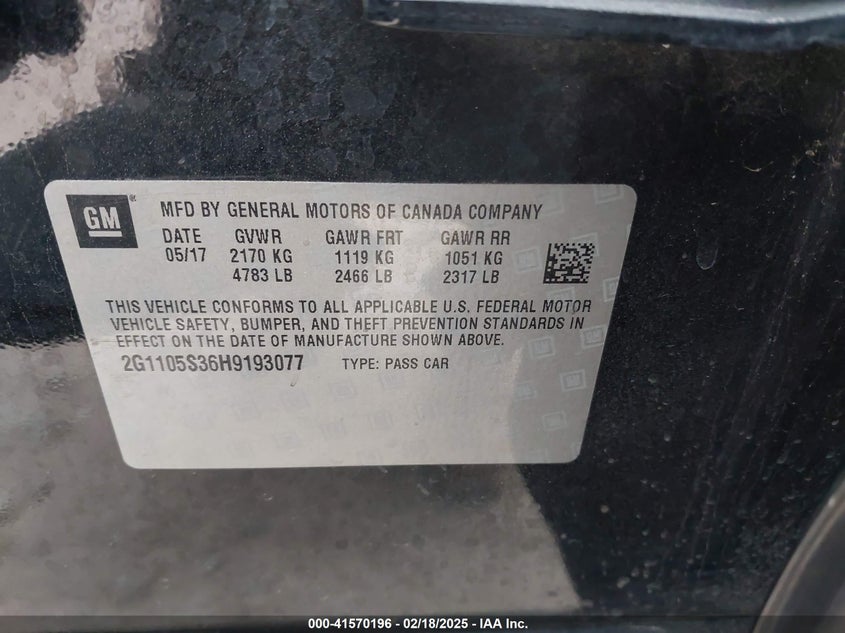 GM
MFD BY GENERAL MOTORS OF CANADA COMPANY
DATE GVWR GAWR FRT GAWR RR
05/17 2170 KG 1119 KG 1051 KG
4783 LB 2466 LB 2317 LB
THIS VEHICLE CONFORMS TO ALL APPLICABLE U.S. FEDERAL MOTOR
VEHICLE SAFETY, BUMPER, AND THEFT PREVENTION STANDARDS IN
EFFECT ON THE DATE OF MANUFACTURE SHOWN ABOVE.
2G1105S36H9193077 TYPE: PASS CAR
000-41570196 - 02/18/2025 - IAA Inc.